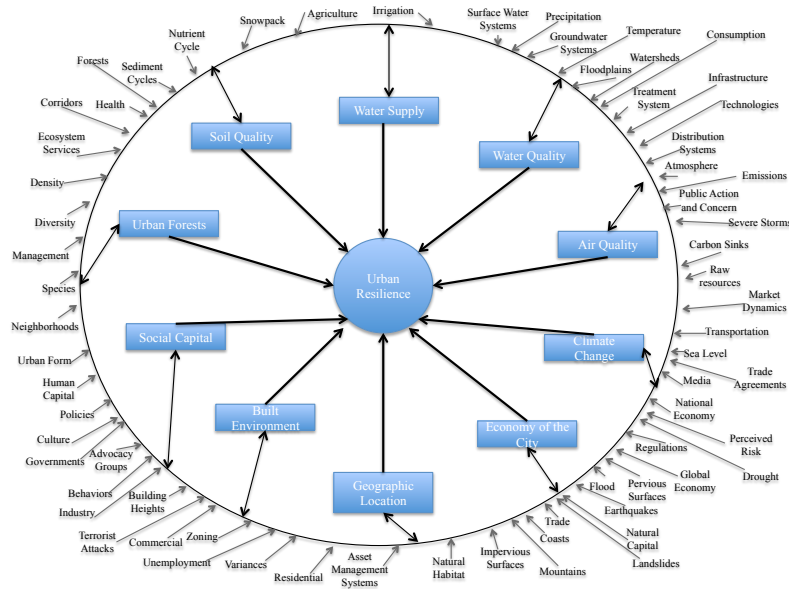 Irrigation
Agriculture
Snowpack
Nutrient
Cycle
Sediment
Cycles
Forests
Health
Corridors
Ecosystem
Services
Density
Diversity
Management
Species
Neighborhoods
Urban Form
Human
Capital
Policies
Culture
Governments
Advocacy
Groups
Behaviors
Industry
Building
Heights
Terrorist
Attacks
Commercial
Zoning
Unemployment
Variances
Residential
Asset
Management
Systems
Natural
Habitat
Impervious
Surfaces
Mountains
Coasts
Trade
Landslides
Natural
Capital
Earthquakes
Flood
Pervious
Surfaces
Global
Economy
Drought
Regulations
Perceived
Risk
National
Economy
Media
Trade
Agreements
Sea Level
Transportation
Market
Dynamics
Raw
resources
Carbon Sinks
Severe Storms
Public Action
and Concern
Emissions
Atmosphere
Distribution
Systems
Technologies
Treatment
System
Infrastructure
Watersheds
Consumption
Floodplains
Temperature
Groundwater
Systems
Precipitation
Surface Water
Systems
Water Supply
Soil Quality
Water Quality
Urban Forests
Air Quality
Urban
Resilience
Social Capital
Climate
Change
Built
Environment
Economy of the
City
Geographic
Location